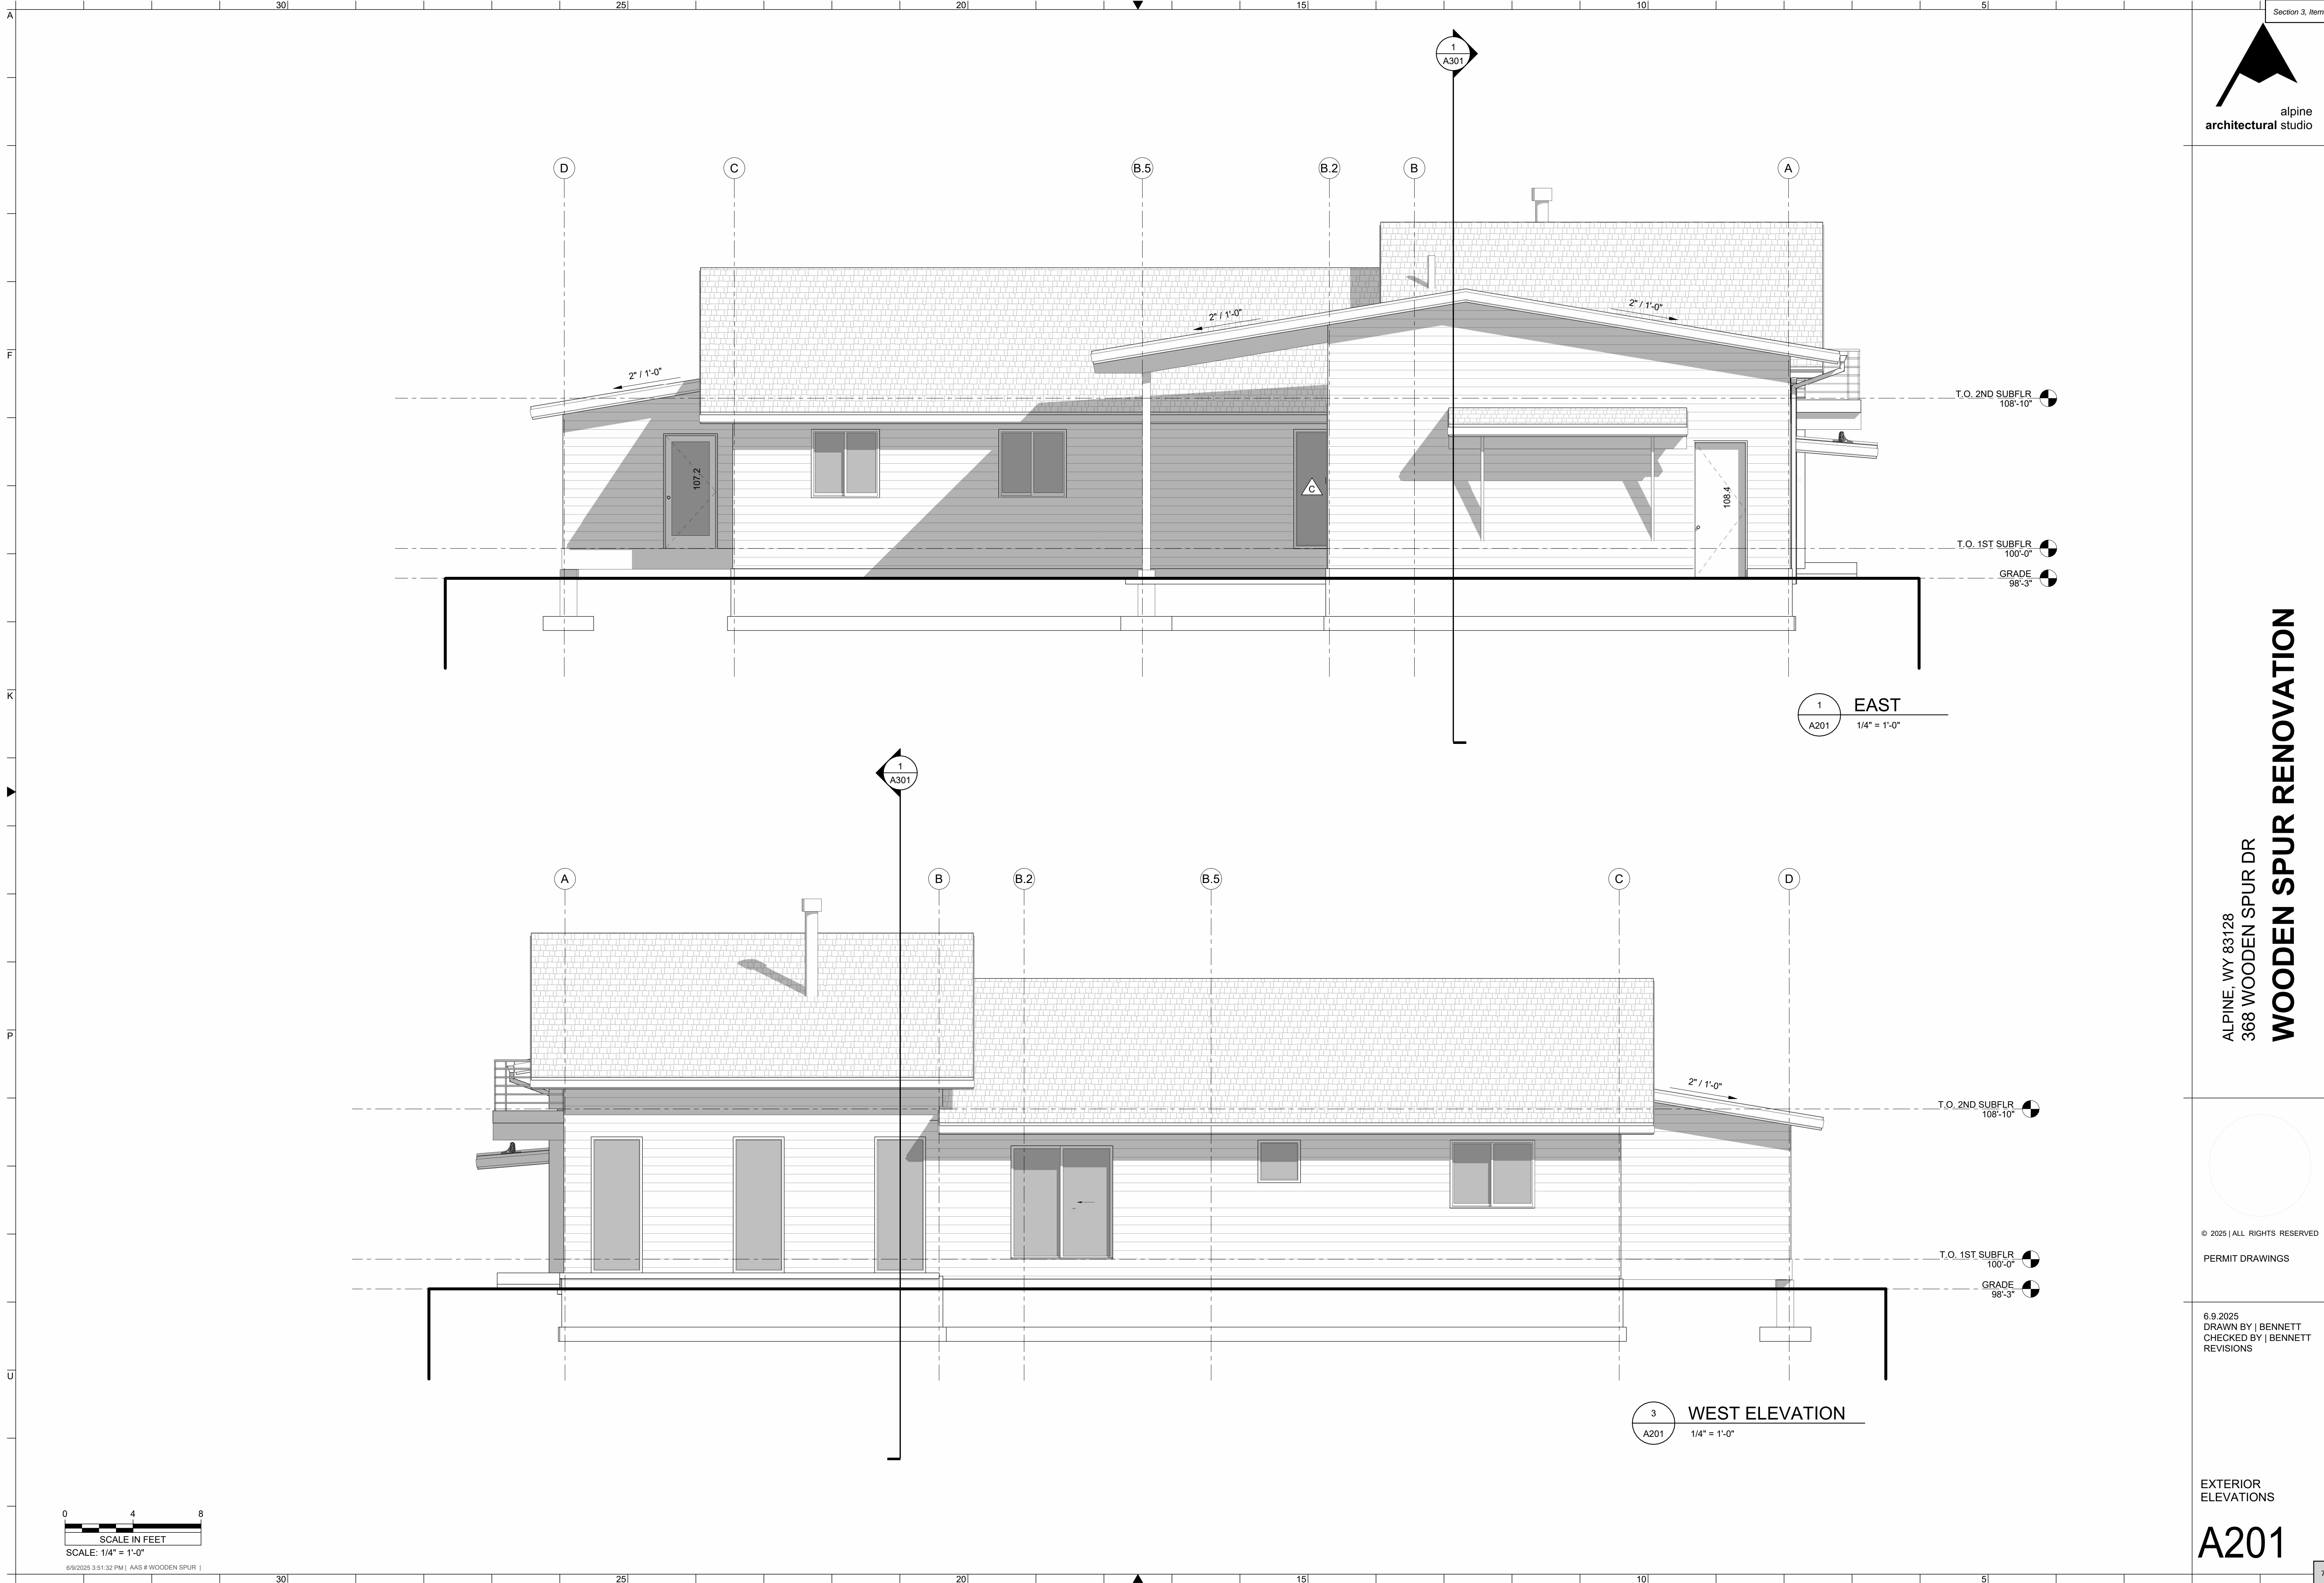 30
25
20
15
10
5
Section 3, Item
A
F
K
P
U
alpine
architectural studio
1
A301
D
C
B.5
B.2
B
A
2" / 1'-0"
2" / 1'-0"
2" / 1'-0"
107.2
C
108.4
T.O. 2ND SUBFLR
108'-10"
T.O. 1ST SUBFLR
100'-0"
GRADE
98'-3"
1
A201
EAST
1/4" = 1'-0"
1
A301
A
B
B.2
B.5
C
D
2" / 1'-0"
T.O. 2ND SUBFLR
108'-10"
T.O. 1ST SUBFLR
100'-0"
GRADE
98'-3"
3
A201
WEST ELEVATION
1/4" = 1'-0"
0 4 8
SCALE IN FEET
SCALE: 1/4" = 1'-0"
6/9/2025 3:51:32 PM | AAS # WOODEN SPUR |
ALPINE, WY 83128
368 WOODEN SPUR DR
WOODEN SPUR RENOVATION
© 2025 | ALL RIGHTS RESERVED
PERMIT DRAWINGS
6.9.2025
DRAWN BY | BENNETT
CHECKED BY | BENNETT
REVISIONS
EXTERIOR
ELEVATIONS
A201
30
25
20
15
10
5